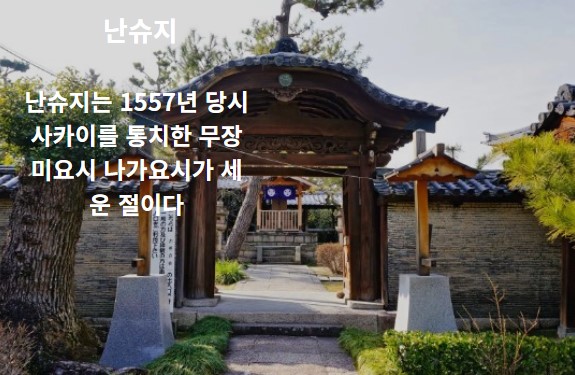 난슈지
난슈지는 1557년 당시
사카이를 통치한 무장
미요시 나가요시가 세
운 절이다